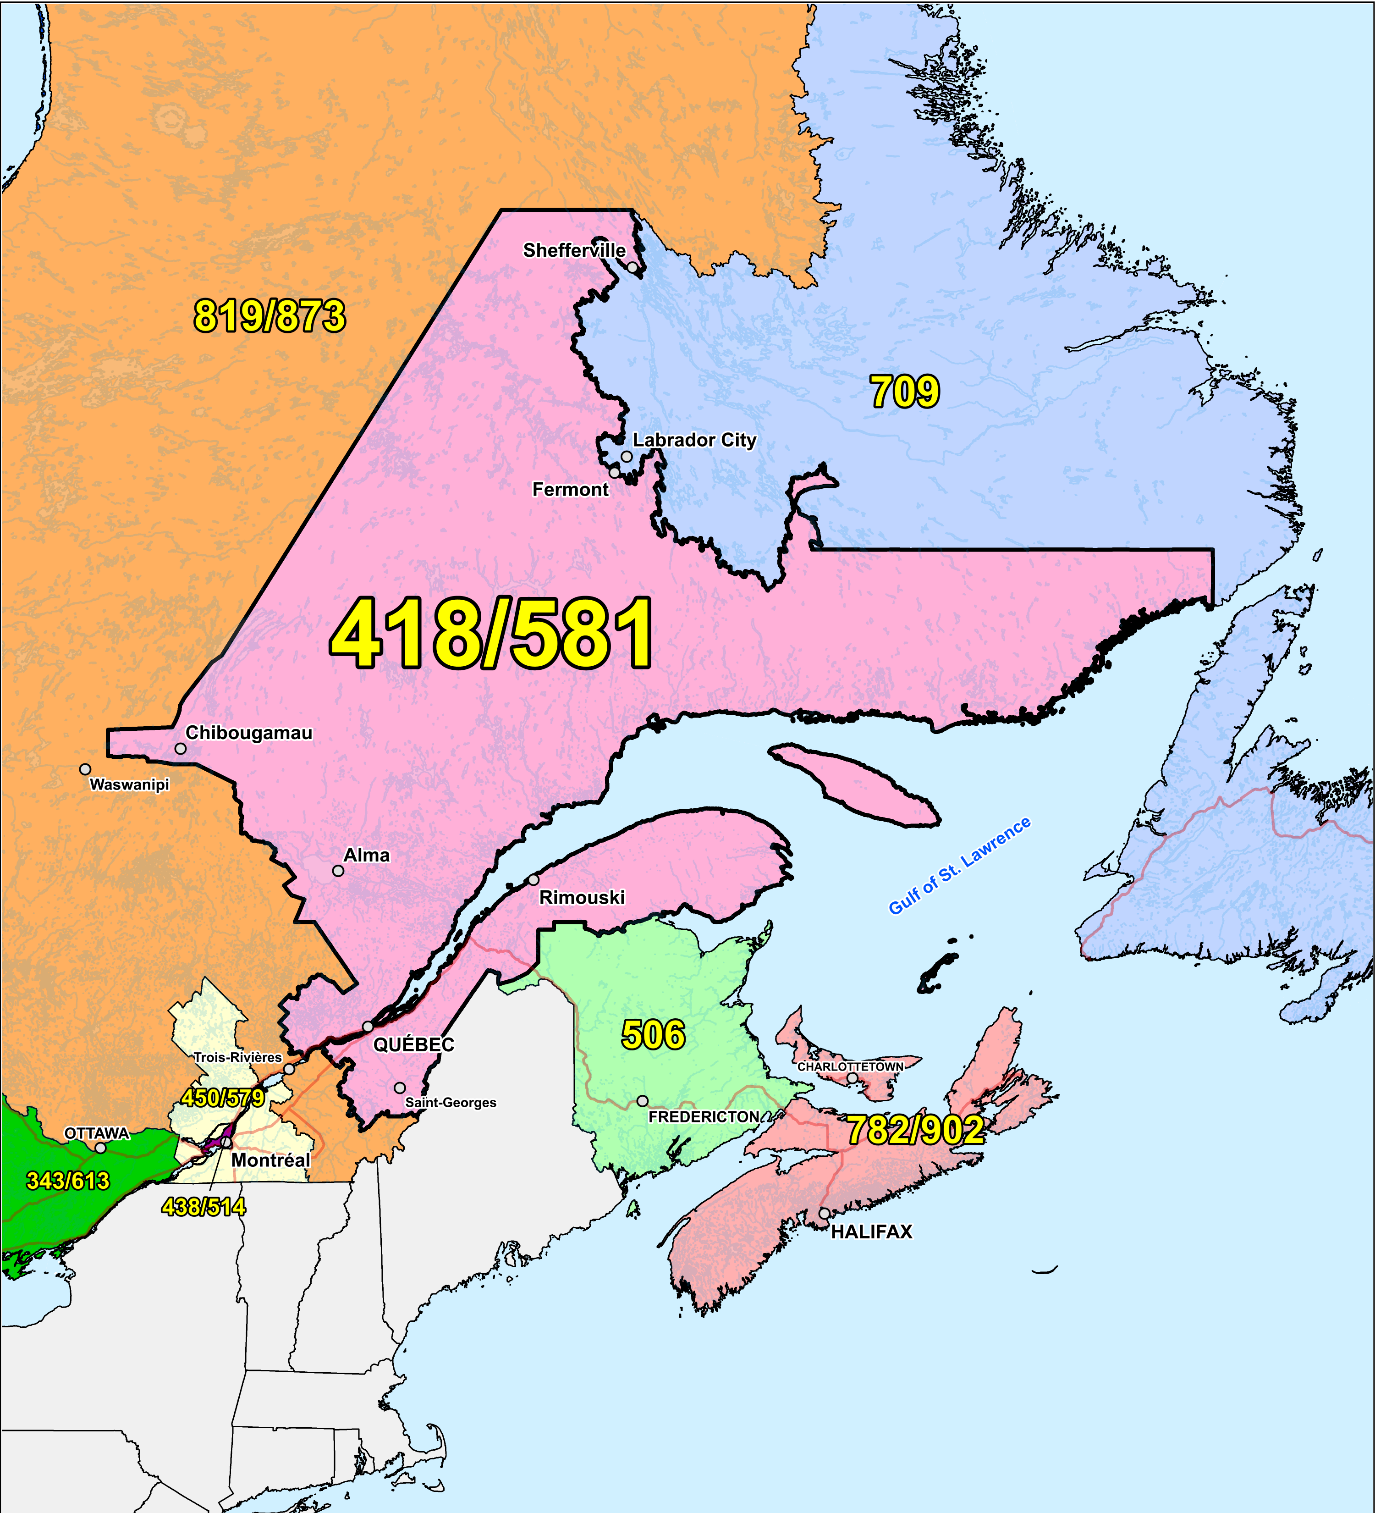 Shefferville
819/873
709
Labrador City
Fermont
418/581
Chibougamau
Waswanipi
Gulf of St. Lawrence
Alma
Rimouski
506
QUÉBEC
Trois-Rivières
CHARLOTTETOWN
450/579
Saint-Georges
FREDERICTON
782/902
OTTAWA
Montréal
343/613
438/514
HALIFAX